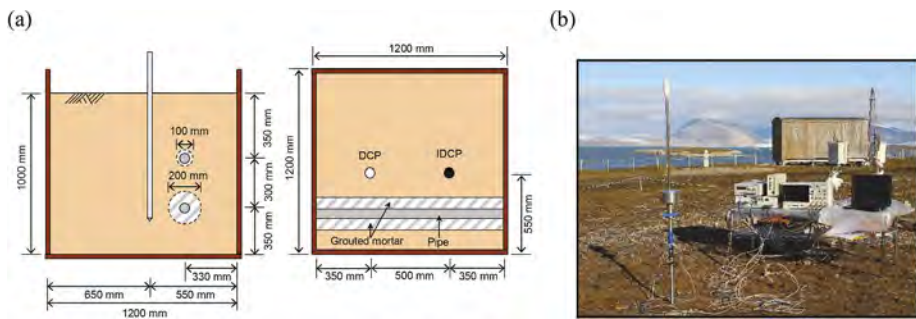 (a)
(b)
1200 mm
100 mm
200 mm
1000 mm
350 mm
300 mm
350 mm
330 mm
650 mm
550 mm
1200 mm
1200 mm
DCP
IDCP
550 mm
Grouted mortar
Pipe
350 mm
500 mm
350 mm